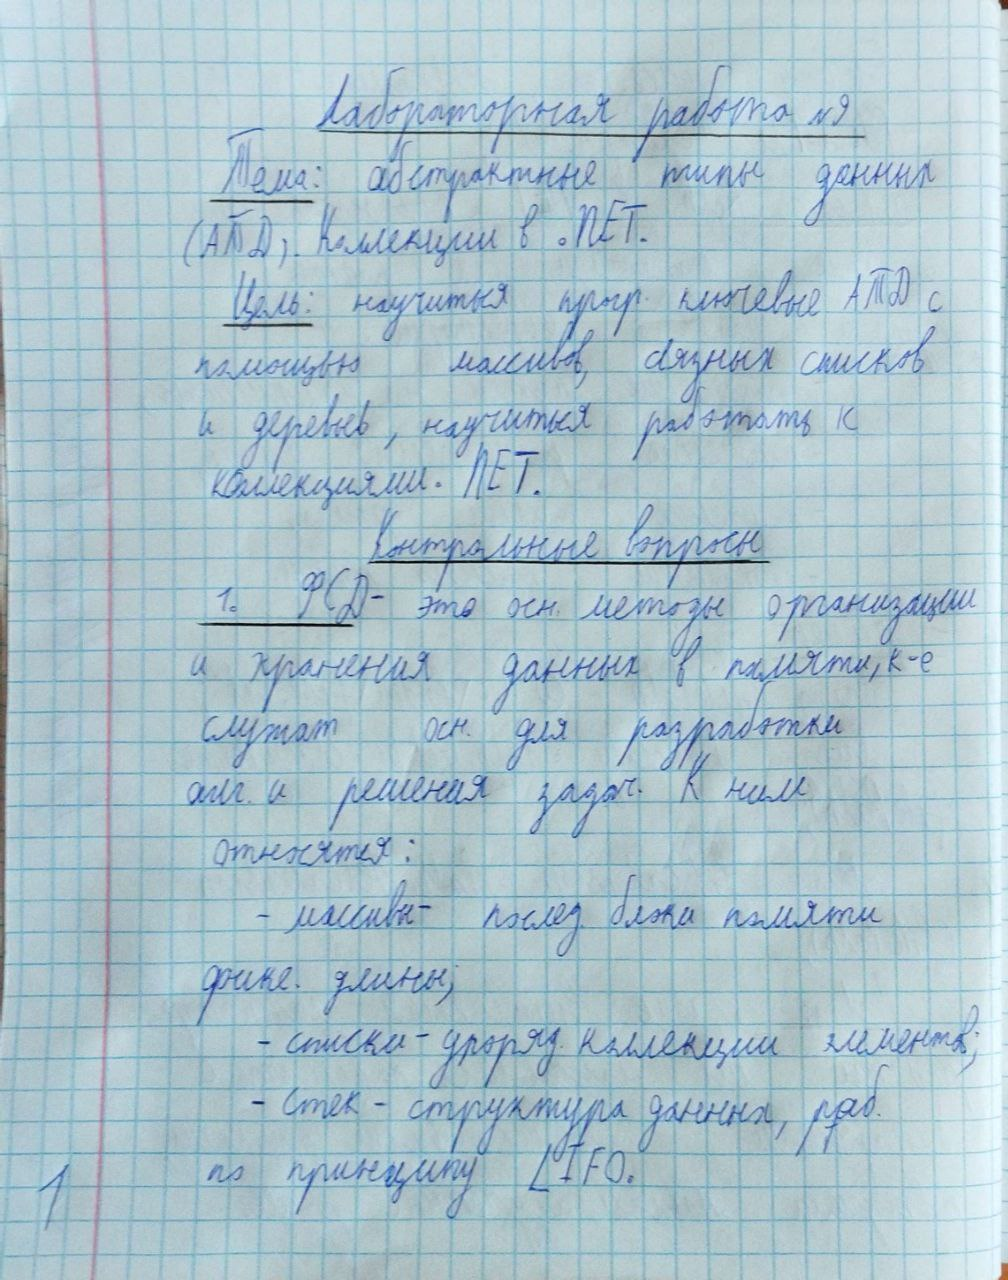 Лабораторная работа №9
Тема: абстрактные типы данных
(АТД). Коллекции в .NET.
Цель: научиться прогр. ключевые АТД с
помощью массивов, связных списков
и деревьев, научиться работать к
коллекциями .NET.
Контрольные вопросы
1. ФСД - это осн. методы организации
и хранения данных в памяти, к-е
служат осн. для разработки
алг. и решения задач. К ним
относятся:
- массивы - послед. блоки памяти
фикс. длины;
- списки - упоряд. коллекции элементов;
- стек - структура данных, раб.
по принципу LIFO.
1